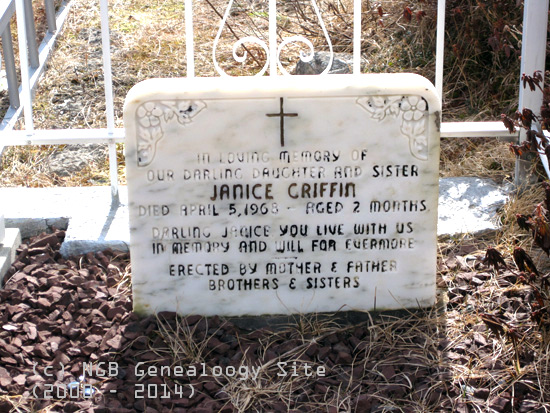 IN LOVING MEMORY OF
OUR DARLING DAUGHTER AND SISTER
JANICE GRIFFIN
DIED APRIL 5, 1968 - AGED 2 MONTHS.
DARLING JANICE YOU LIVE WITH US
IN MEMORY AND WILL FOR EVERMORE
ERECTED BY MOTHER & FATHER
BROTHERS & SISTERS
(c) NGB Genealoogy Site
(2008 - 2014)